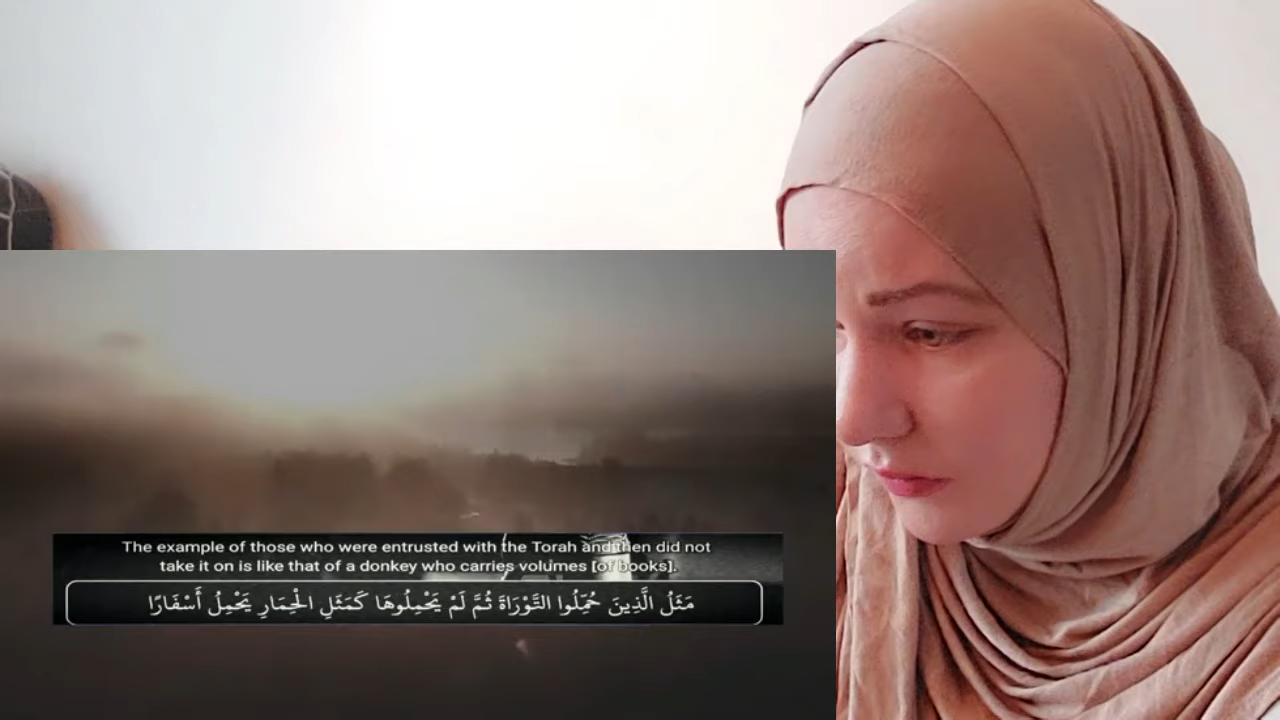 The example of those who were entrusted with the Torah and then did not
take it on is like that of a donkey who carries volumes [of books].
مَثَلُ الَّذِينَ حُمِّلُوا التَّوْرَاةَ ثُمَّ لَمْ يَحْمِلُوهَا كَمَثَلِ الْحِمَارِ يَحْمِلُ أَسْفَارًا